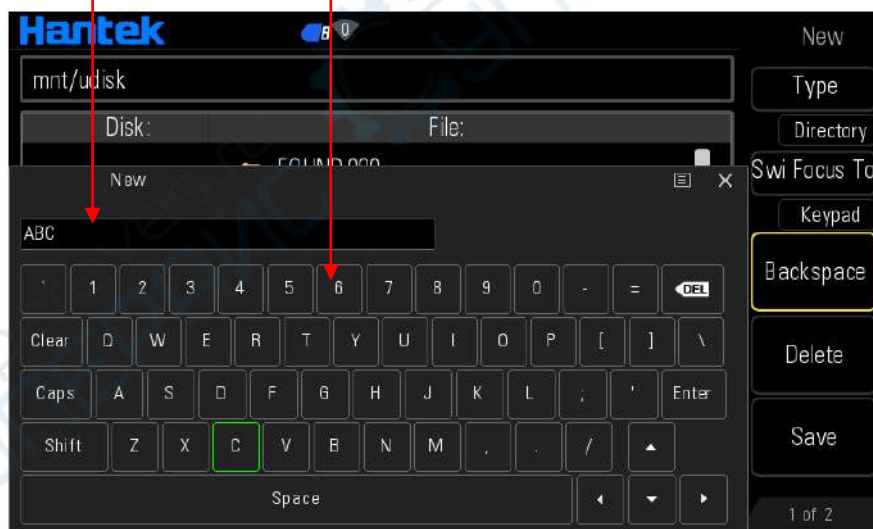 Hantek B 0 New
mnt/udisk
Type
Disk: File:
Directory
New
Swi Focus To
Keypad
ABC
Backspace
` 1 2 3 4 5 6 7 8 9 0 - = DEL
Clear Q W E R T Y U I O P [ ] \
Delete
Caps A S D F G H J K L ; ' Enter
Shift Z X C V B N M , . /
Save
Space
1 of 2